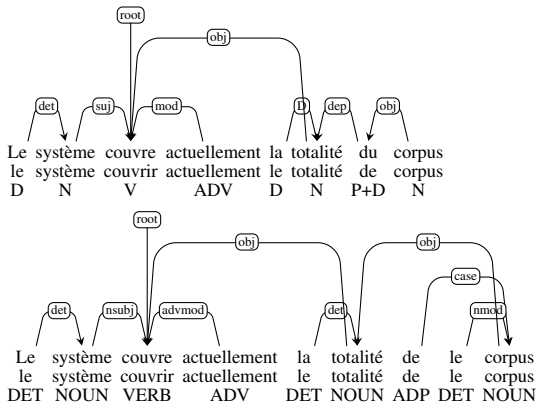 root
obj
det suj mod D dep obj
Le système couvre actuellement la totalité du corpus
le système couvrir actuellement le totalité de corpus
D N V ADV D N P+D N
root
obj obj
case
det nsubj advmod det nmod
Le système couvre actuellement la totalité de le corpus
le système couvrir actuellement le totalité de le corpus
DET NOUN VERB ADV DET NOUN ADP DET NOUN